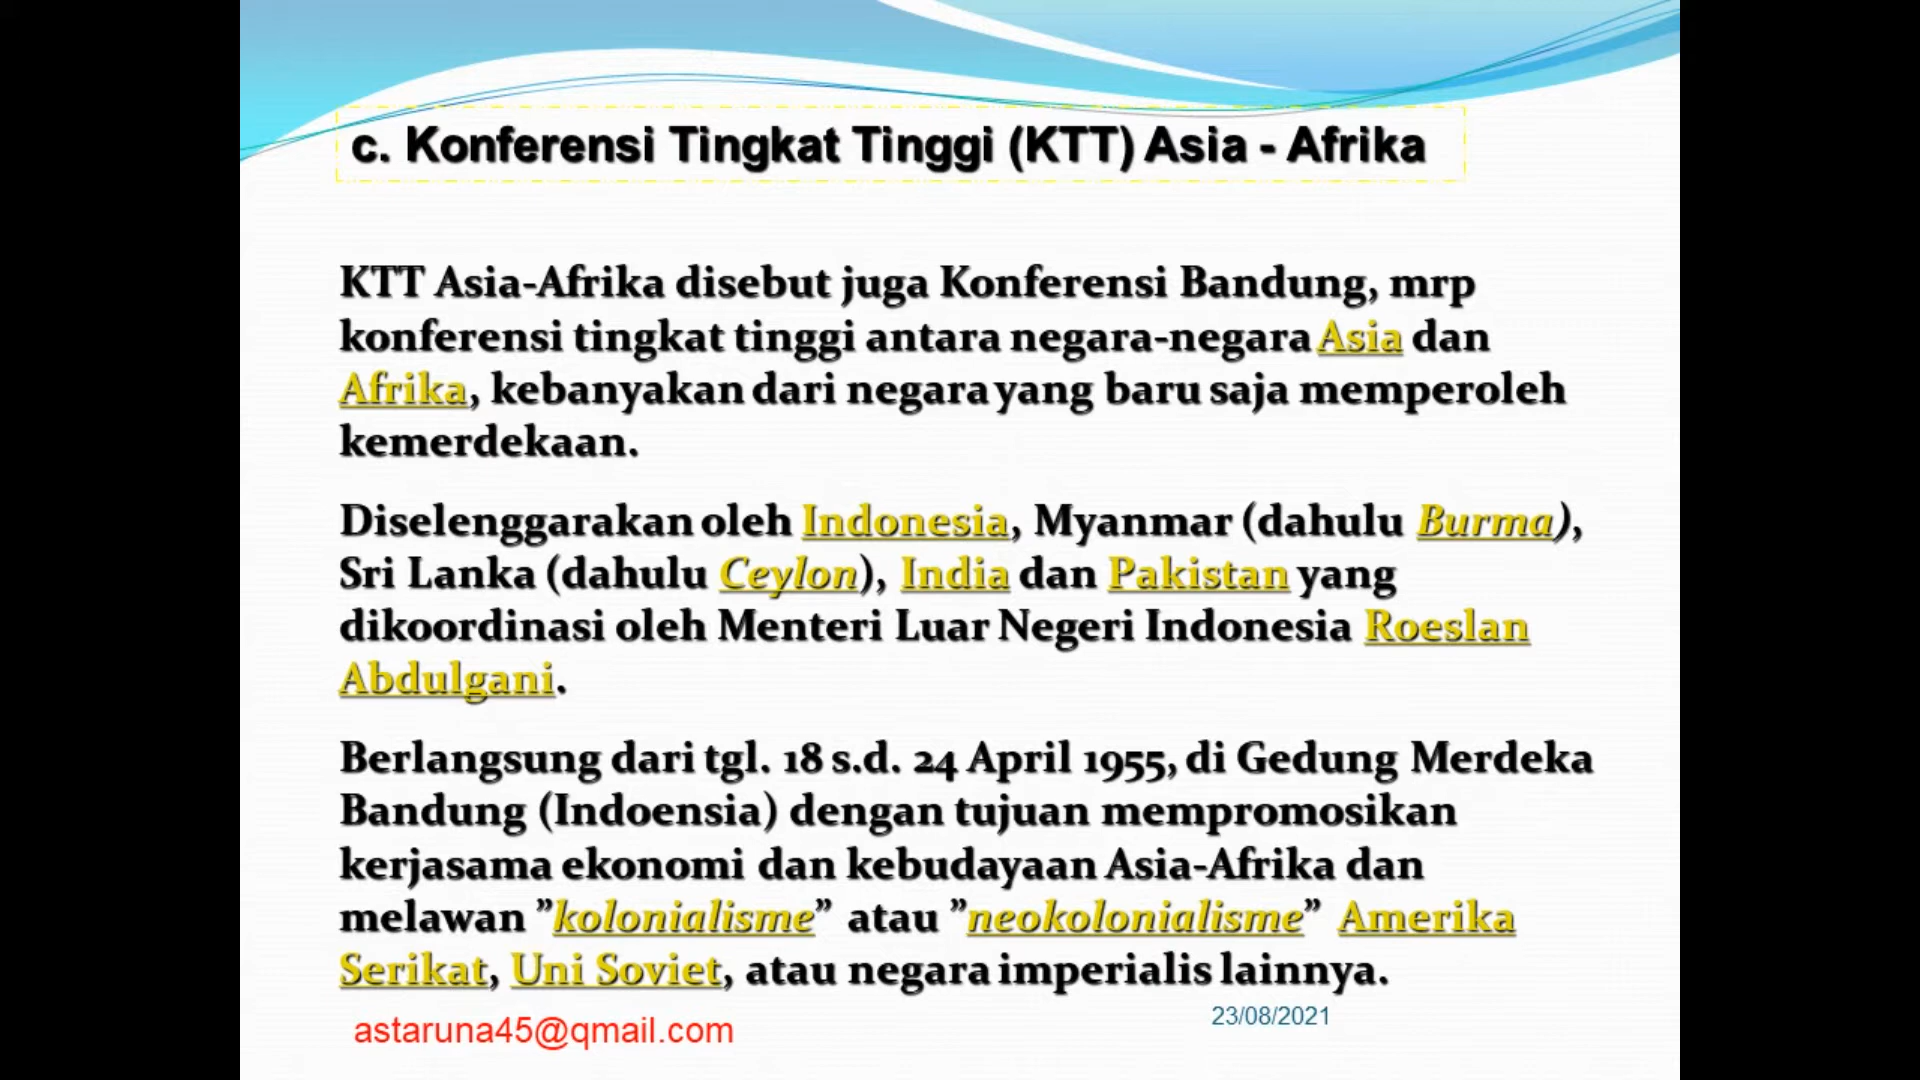 c. Konferensi Tingkat Tinggi (KTT) Asia - Afrika
KTT Asia-Afrika disebut juga Konferensi Bandung, mrp
konferensi tingkat tinggi antara negara-negara Asia dan
Afrika, kebanyakan dari negara yang baru saja memperoleh
kemerdekaan.
Diselenggarakan oleh Indonesia, Myanmar (dahulu Burma),
Sri Lanka (dahulu Ceylon), India dan Pakistan yang
dikoordinasi oleh Menteri Luar Negeri Indonesia Roeslan
Abdulgani.
Berlangsung dari tgl. 18 s.d. 24 April 1955, di Gedung Merdeka
Bandung (Indoensia) dengan tujuan mempromosikan
kerjasama ekonomi dan kebudayaan Asia-Afrika dan
melawan ”kolonialisme” atau ”neokolonialisme” Amerika
Serikat, Uni Soviet, atau negara imperialis lainnya.
23/08/2021
astaruna45@qmail.com